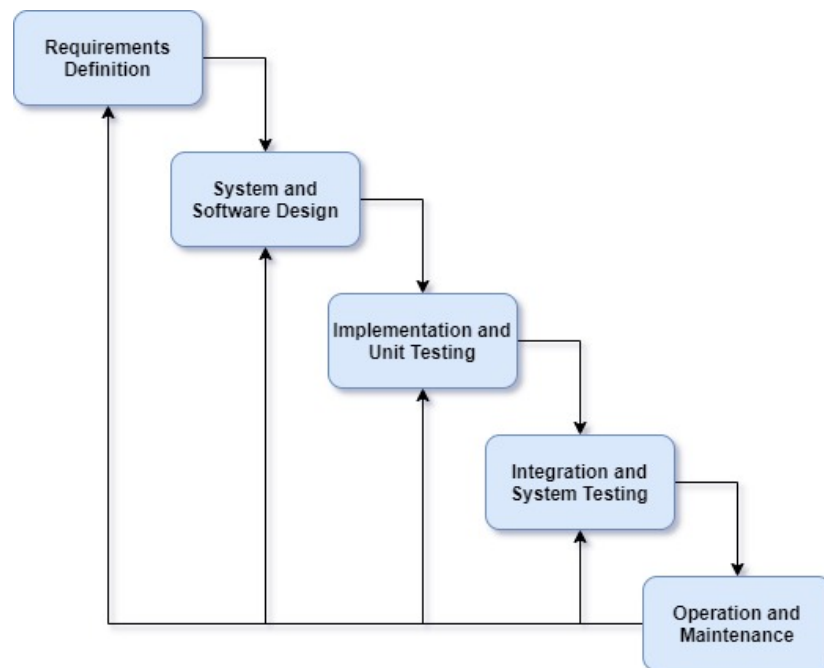 Requirements
Definition
System and
Software Design
Implementation and
Unit Testing
Integration and
System Testing
Operation and
Maintenance